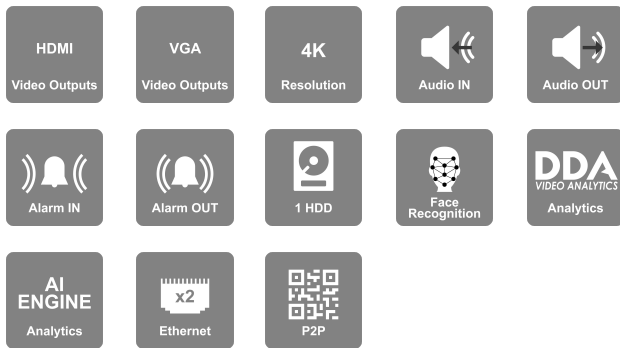 HDMI
Video Outputs
VGA
Video Outputs
4K
Resolution
Audio IN
Audio OUT
Alarm IN
Alarm OUT
1 HDD
Face
Recognition
DDA
VIDEO ANALYTICS
Analytics
AI
ENGINE
Analytics
x2
Ethernet
P2P